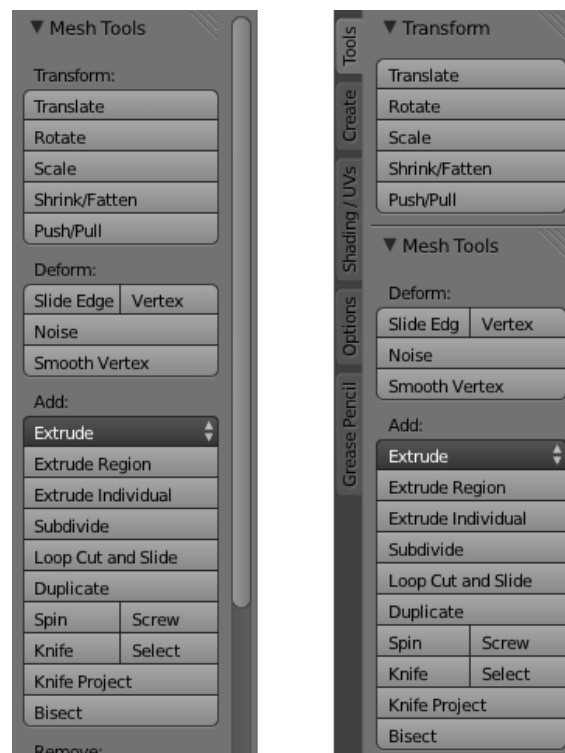 Mesh Tools
Transform:
Translate
Rotate
Scale
Shrink/Fatten
Push/Pull
Deform:
Slide Edge Vertex
Noise
Smooth Vertex
Add:
Extrude
Extrude Region
Extrude Individual
Subdivide
Loop Cut and Slide
Duplicate
Spin Screw
Knife Select
Knife Project
Bisect
Remove:
Tools
Create
Shading / UVs
Options
Grease Pencil
Transform
Translate
Rotate
Scale
Shrink/Fatten
Push/Pull
Mesh Tools
Deform:
Slide Edg Vertex
Noise
Smooth Vertex
Add:
Extrude
Extrude Region
Extrude Individual
Subdivide
Loop Cut and Slide
Duplicate
Spin Screw
Knife Select
Knife Project
Bisect